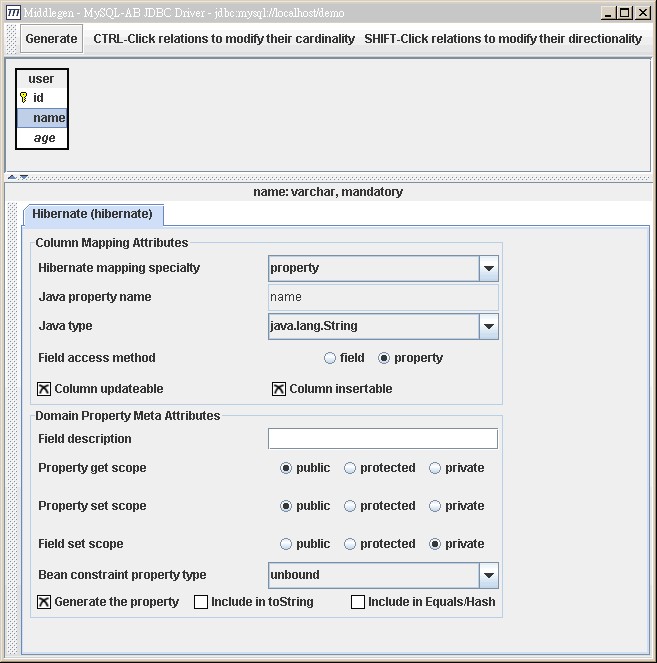 Middlegen - MySQL-AB JDBC Driver - jdbc:mysql://localhost/demo
Generate CTRL-Click relations to modify their cardinality SHIFT-Click relations to modify their directionality
user
id
name
age
name: varchar, mandatory
Hibernate (hibernate)
Column Mapping Attributes
Hibernate mapping specialty property
Java property name name
Java type java.lang.String
Field access method field property
Column updateable Column insertable
Domain Property Meta Attributes
Field description
Property get scope public protected private
Property set scope public protected private
Field set scope public protected private
Bean constraint property type unbound
Generate the property Include in toString Include in Equals/Hash